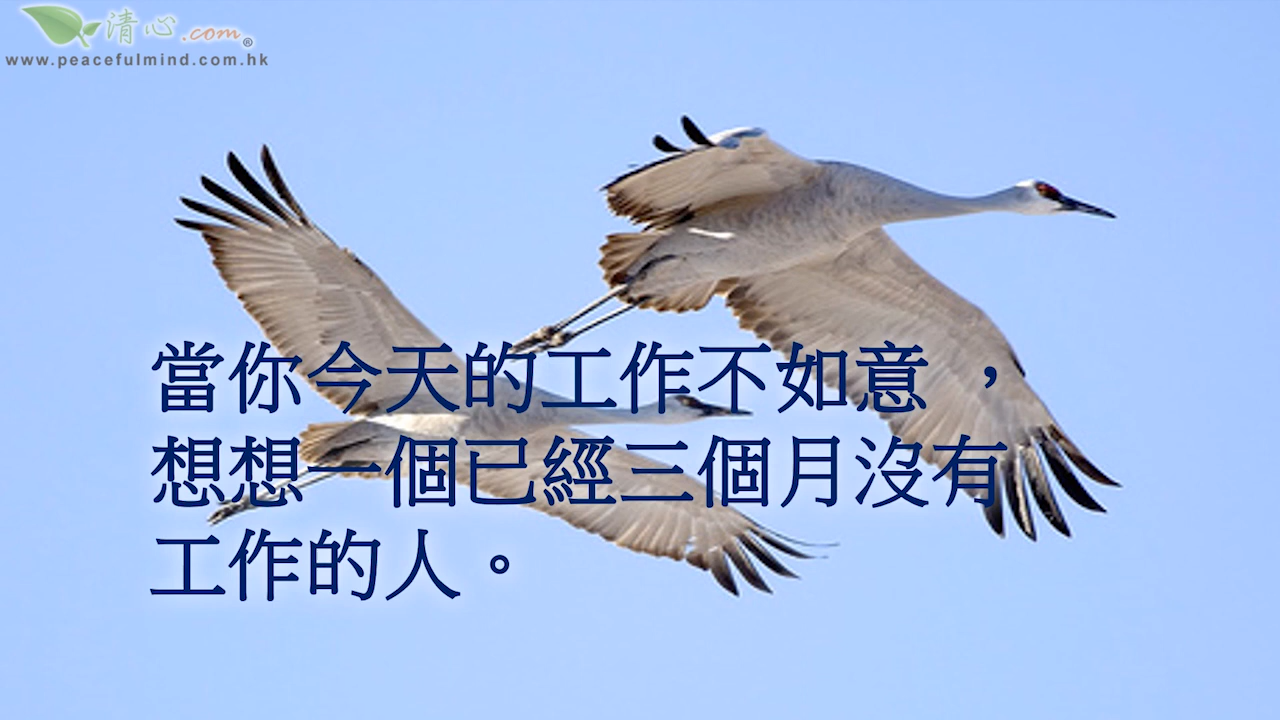 清心.com®
www.peacefulmind.com.hk
當你今天的工作不如意，
想想一個已經三個月沒有
工作的人。